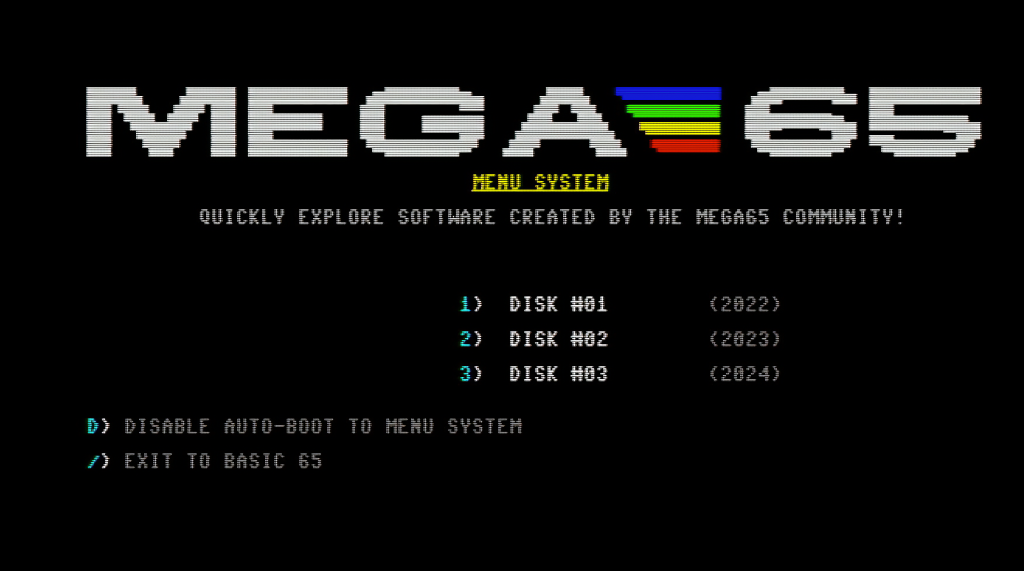 MEGA65
MENU SYSTEM
QUICKLY EXPLORE SOFTWARE CREATED BY THE MEGA65 COMMUNITY!
1) DISK #01 (2022)
2) DISK #02 (2023)
3) DISK #03 (2024)
D) DISABLE AUTO-BOOT TO MENU SYSTEM
/) EXIT TO BASIC 65